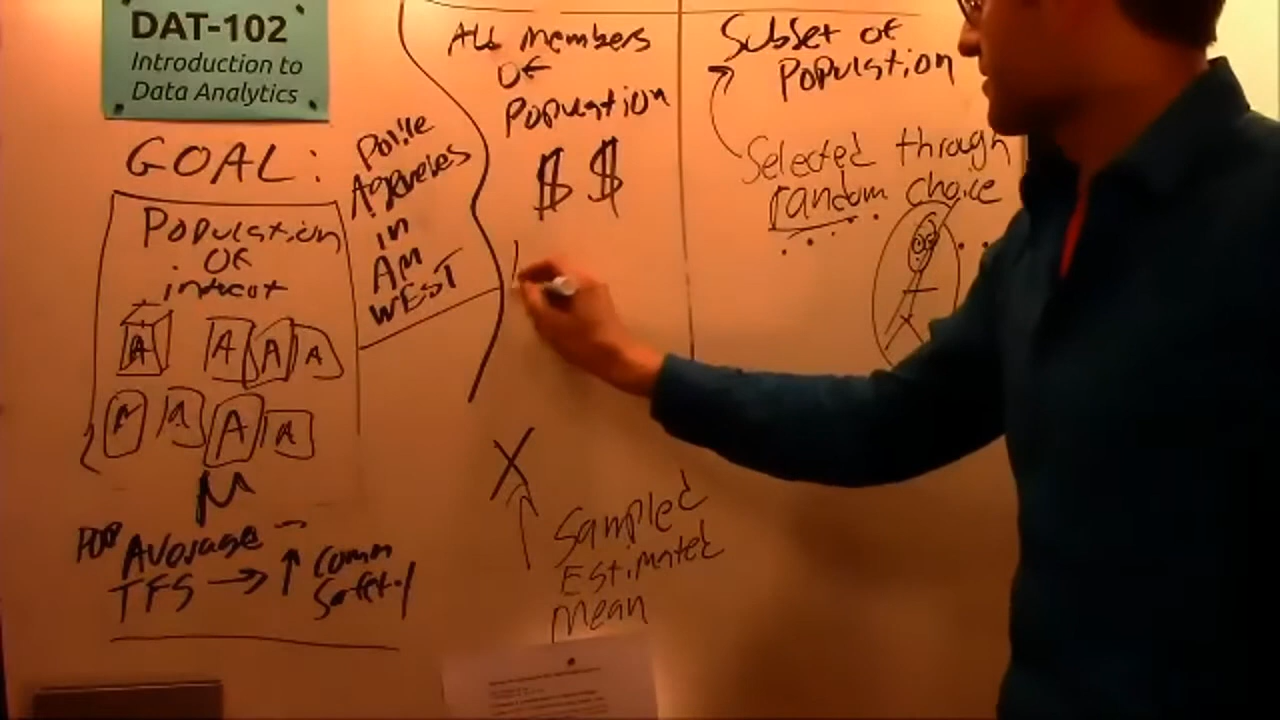 DAT-102
Introduction to
Data Analytics
GOAL:
Population
OF
interest
A
A A A
A A A A
M
POP Average
TFS → ↑ Comm
Safety
Police
Agencies
in
AM
WEST
All members
OF
Population
$ $
X
Sampled
Estimated
Mean
Subset of
Population
Selected through
random choice